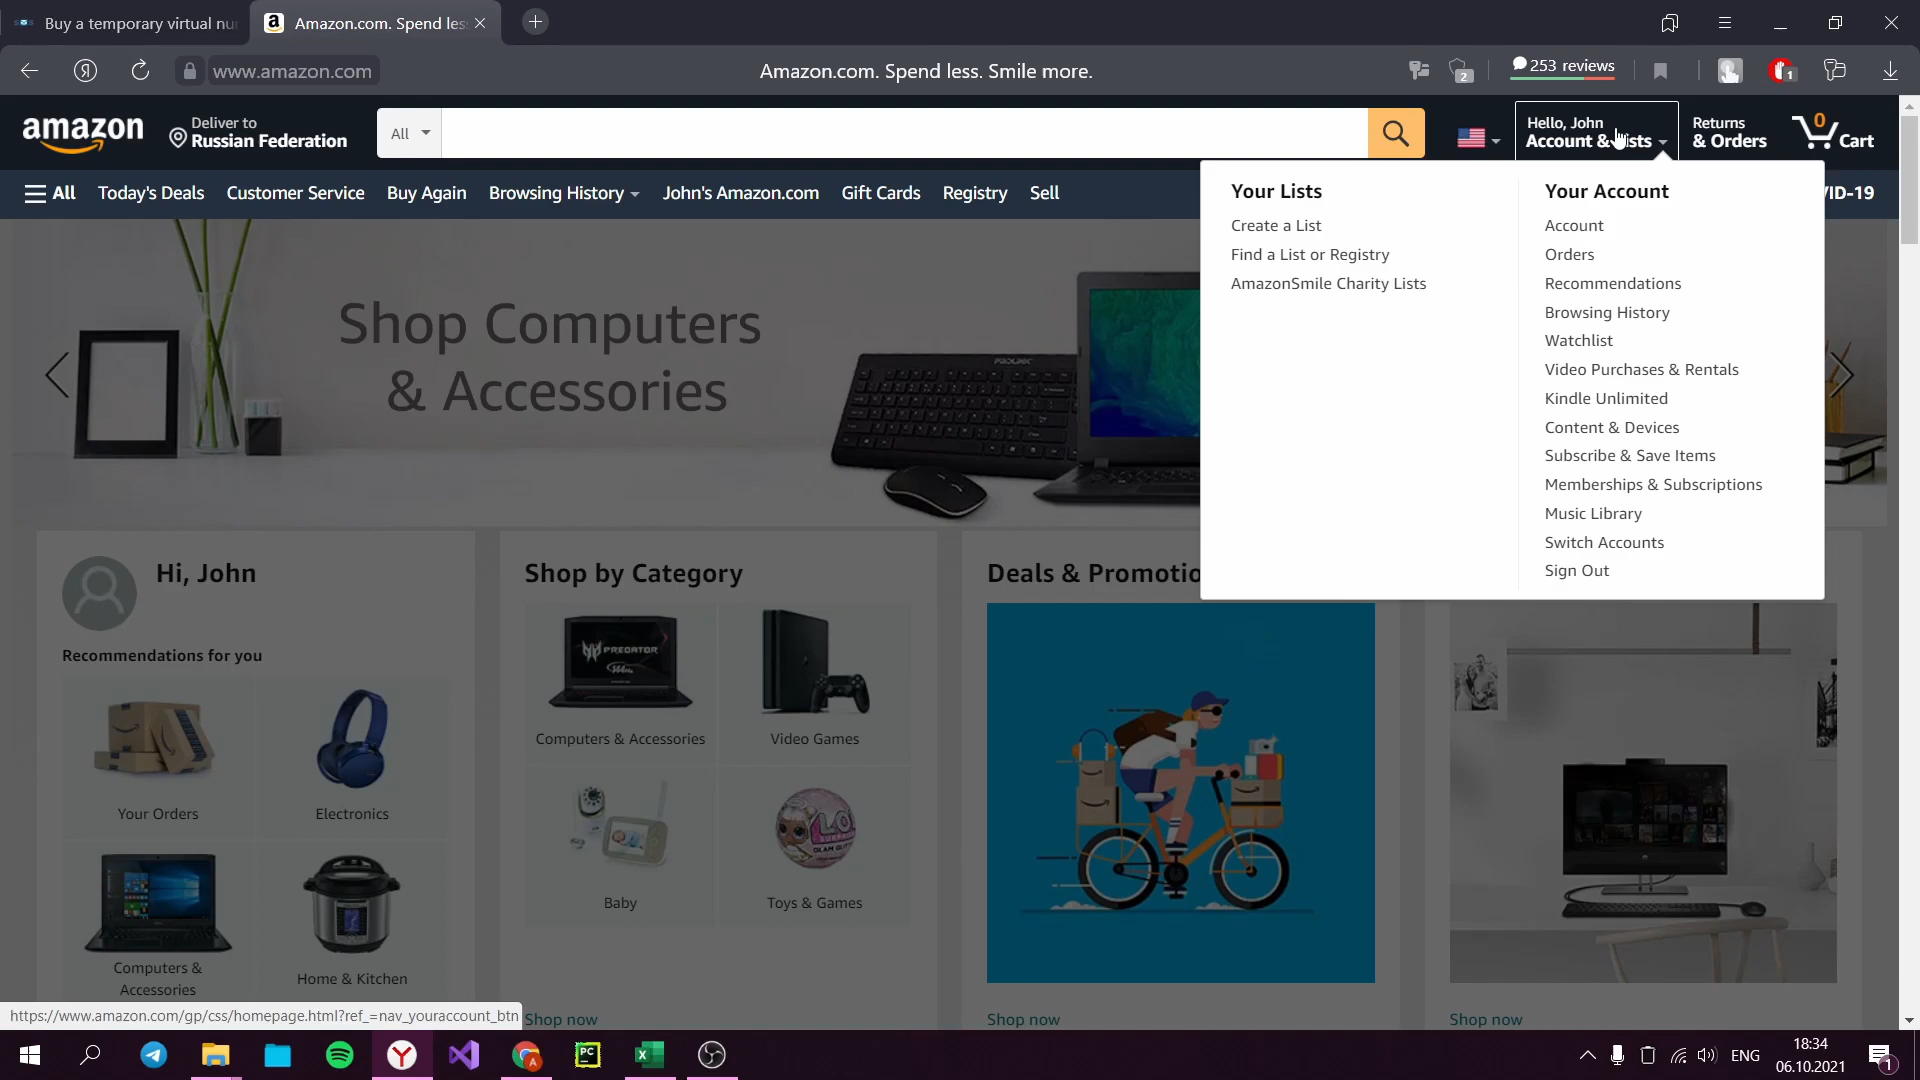 Buy a temporary virtual nu
Amazon.com. Spend les
www.amazon.com
Amazon.com. Spend less. Smile more.
2
253 reviews
1
amazon
Deliver to
Russian Federation
All
Hello, John
Account & Lists
Returns
& Orders
0
Cart
All
Today's Deals
Customer Service
Buy Again
Browsing History
John's Amazon.com
Gift Cards
Registry
Sell
VID-19
Your Lists
Create a List
Find a List or Registry
AmazonSmile Charity Lists
Your Account
Account
Orders
Recommendations
Browsing History
Watchlist
Video Purchases & Rentals
Kindle Unlimited
Content & Devices
Subscribe & Save Items
Memberships & Subscriptions
Music Library
Switch Accounts
Sign Out
Shop Computers
& Accessories
Hi, John
Recommendations for you
Your Orders
Electronics
Computers &
Accessories
Home & Kitchen
Shop by Category
PREDATOR
Computers & Accessories
Video Games
Baby
Toys & Games
Shop now
Deals & Promotio
Shop now
Shop now
https://www.amazon.com/gp/css/homepage.html?ref_=nav_youraccount_btn
ENG
18:34
06.10.2021
1